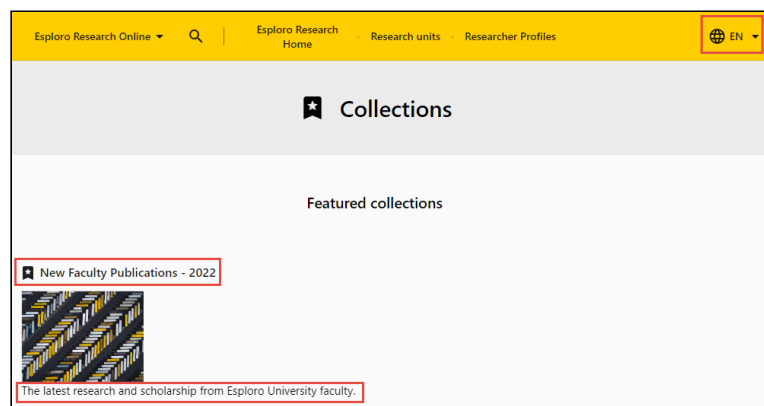 Esploro Research Online
Esploro Research
Home
Research units
Researcher Profiles
EN
Collections
Featured collections
New Faculty Publications - 2022
The latest research and scholarship from Esploro University faculty.